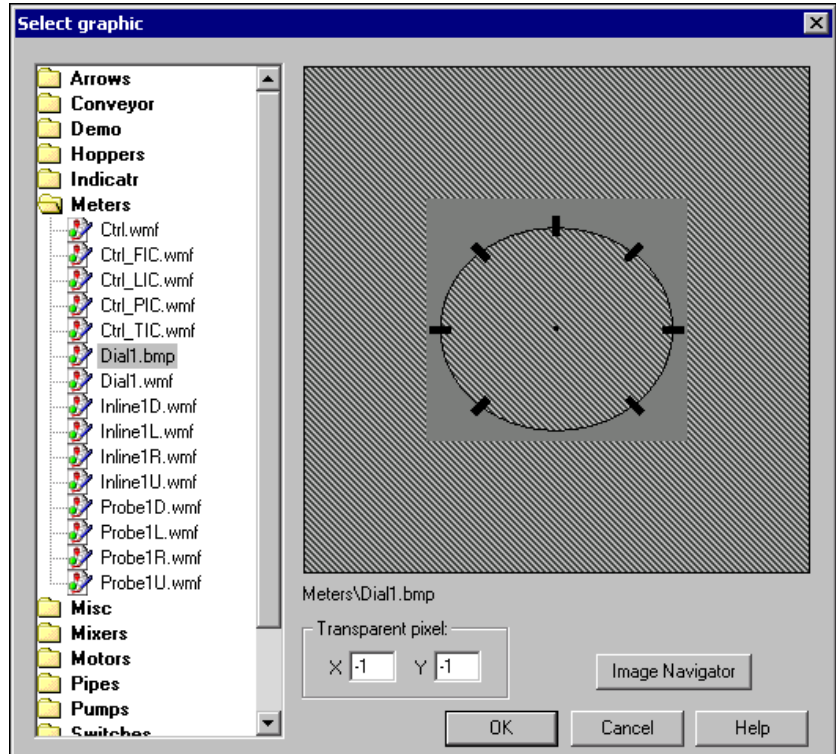 Select graphic
Arrows
Conveyor
Demo
Hoppers
Indicatr
Meters
Ctrl.wmf
Ctrl_FIC.wmf
Ctrl_LIC.wmf
Ctrl_PIC.wmf
Ctrl_TIC.wmf
Dial1.bmp
Dial1.wmf
Inline1D.wmf
Inline1L.wmf
Inline1R.wmf
Inline1U.wmf
Probe1D.wmf
Probe1L.wmf
Probe1R.wmf
Probe1U.wmf
Misc
Mixers
Motors
Pipes
Pumps
Switches
Meters\Dial1.bmp
Transparent pixel:
X -1 Y -1
Image Navigator
OK Cancel Help